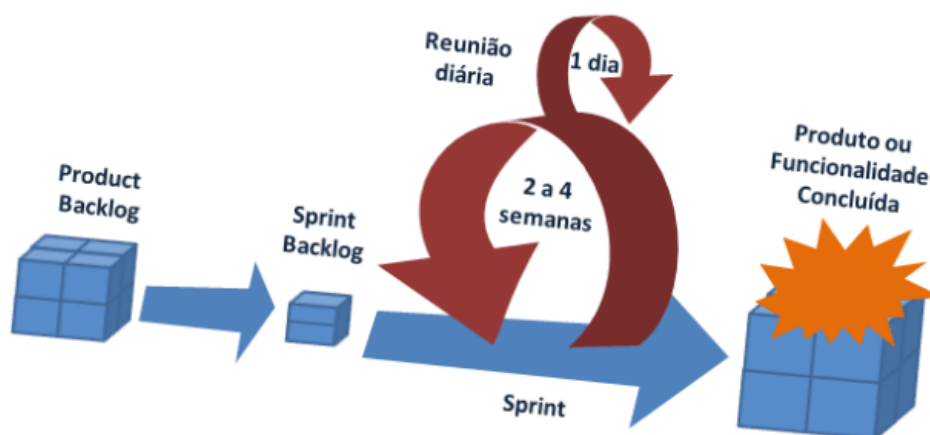 Product
Backlog
Sprint
Backlog
Reunião
diária
1 dia
2 a 4
semanas
Sprint
Produto ou
Funcionalidade
Concluída